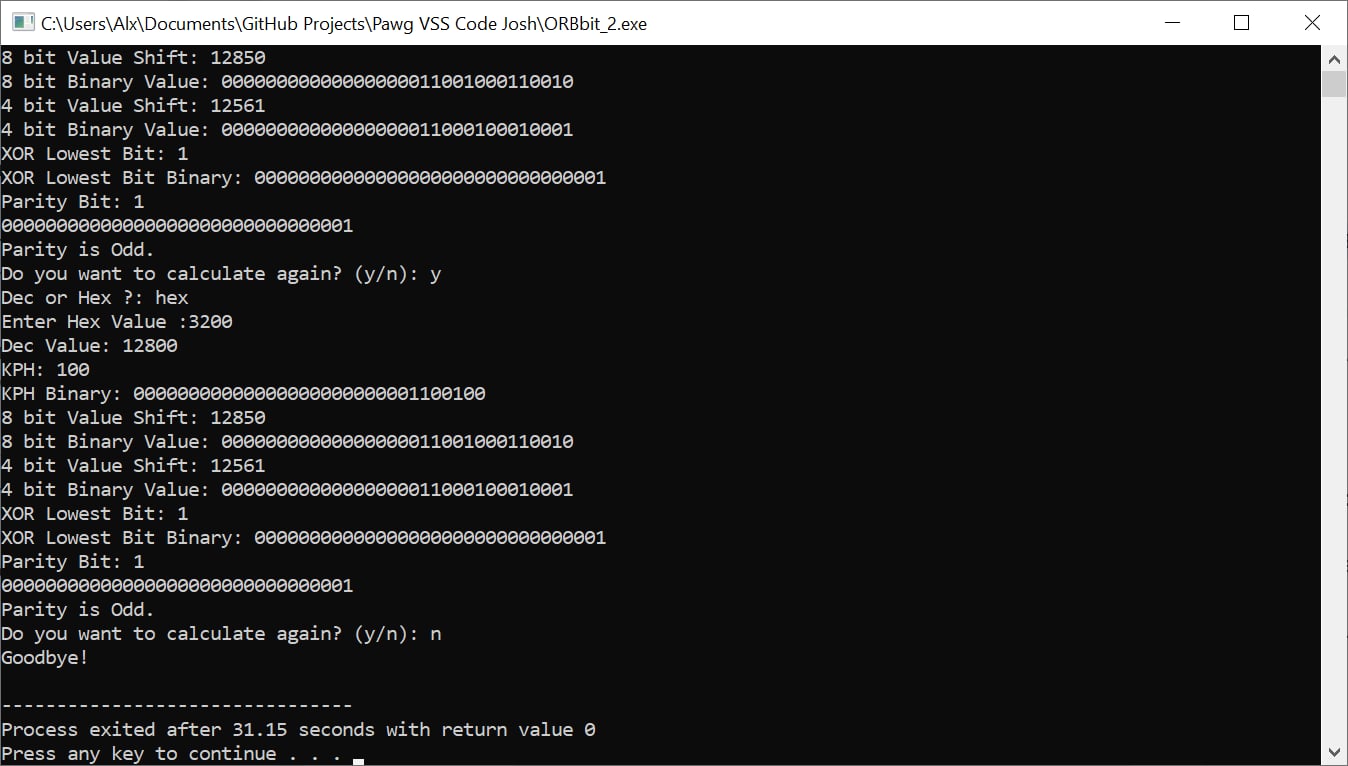 C:\Users\Alx\Documents\GitHub Projects\Pawg VSS Code Josh\ORBbit_2.exe
8 bit Value Shift: 12850
8 bit Binary Value: 00000000000000000011001000110010
4 bit Value Shift: 12561
4 bit Binary Value: 00000000000000000011000100010001
XOR Lowest Bit: 1
XOR Lowest Bit Binary: 00000000000000000000000000000001
Parity Bit: 1
00000000000000000000000000000001
Parity is Odd.
Do you want to calculate again? (y/n): y
Dec or Hex ?: hex
Enter Hex Value :3200
Dec Value: 12800
KPH: 100
KPH Binary: 00000000000000000000000001100100
8 bit Value Shift: 12850
8 bit Binary Value: 00000000000000000011001000110010
4 bit Value Shift: 12561
4 bit Binary Value: 00000000000000000011000100010001
XOR Lowest Bit: 1
XOR Lowest Bit Binary: 00000000000000000000000000000001
Parity Bit: 1
00000000000000000000000000000001
Parity is Odd.
Do you want to calculate again? (y/n): n
Goodbye!
--------------------------------
Process exited after 31.15 seconds with return value 0
Press any key to continue . . .